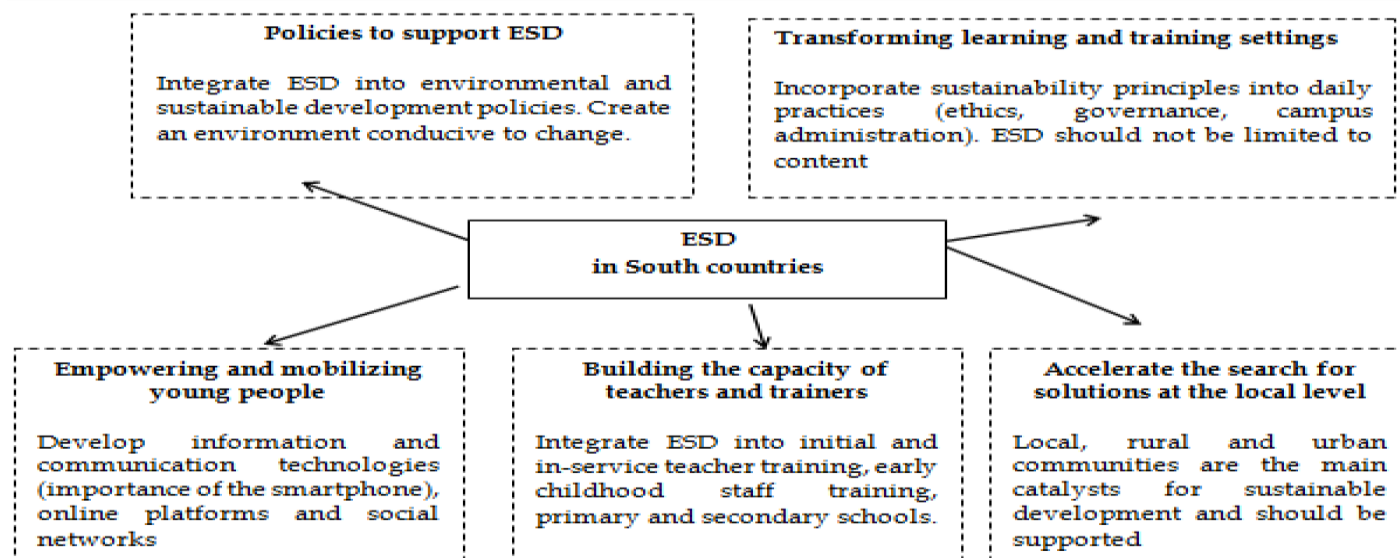 Policies to support ESD
Integrate ESD into environmental and
sustainable development policies. Create
an environment conducive to change.
Transforming learning and training settings
Incorporate sustainability principles into daily
practices (ethics, governance, campus
administration). ESD should not be limited to
content
ESD
in South countries
Empowering and mobilizing
young people
Develop information and
communication technologies
(importance of the smartphone),
online platforms and social
networks
Building the capacity of
teachers and trainers
Integrate ESD into initial and
in-service teacher training, early
childhood staff training,
primary and secondary schools.
Accelerate the search for
solutions at the local level
Local, rural and urban
communities are the main
catalysts for sustainable
development and should be
supported